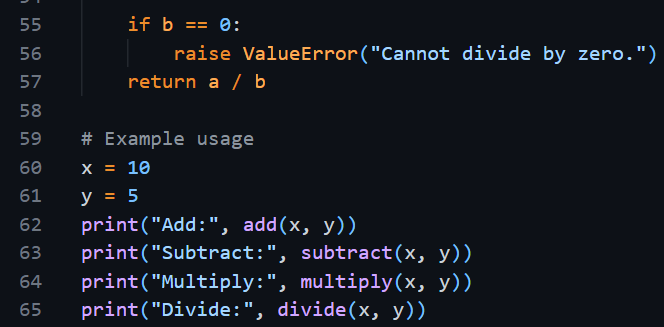 55 if b == 0:
56 raise ValueError("Cannot divide by zero.")
57 return a / b
58
59 # Example usage
60 x = 10
61 y = 5
62 print("Add:", add(x, y))
63 print("Subtract:", subtract(x, y))
64 print("Multiply:", multiply(x, y))
65 print("Divide:", divide(x, y))